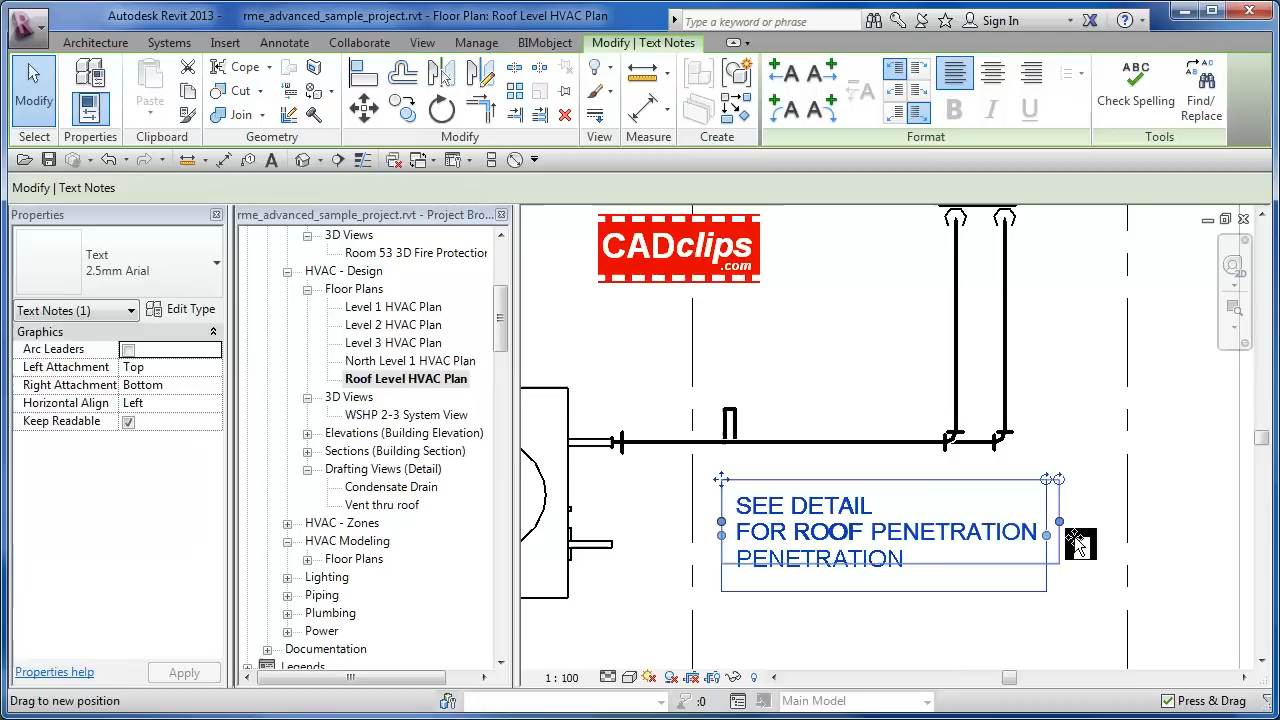 Autodesk Revit 2013 - rme_advanced_sample_project.rvt - Floor Plan: Roof Level HVAC Plan
Type a keyword or phrase
Sign In
Architecture Systems Insert Annotate Collaborate View Manage BIMobject Modify | Text Notes
Modify
Paste
Cope
Cut
Join
ABC
Check Spelling
Find/
Replace
Select Properties Clipboard Geometry Modify View Measure Create Format Tools
Modify | Text Notes
Properties
Text
2.5mm Arial
Text Notes (1)
Edit Type
Graphics
Arc Leaders
Left Attachment Top
Right Attachment Bottom
Horizontal Align Left
Keep Readable
Properties help
Apply
rme_advanced_sample_project.rvt - Project Bro...
3D Views
Room 53 3D Fire Protection
HVAC - Design
Floor Plans
Level 1 HVAC Plan
Level 2 HVAC Plan
Level 3 HVAC Plan
North Level 1 HVAC Plan
Roof Level HVAC Plan
3D Views
WSHP 2-3 System View
Elevations (Building Elevation)
Sections (Building Section)
Drafting Views (Detail)
Condensate Drain
Vent thru roof
HVAC - Zones
HVAC Modeling
Floor Plans
Lighting
Piping
Plumbing
Power
Documentation
Legends
CADclips
.com
2D
SEE DETAIL
FOR ROOF PENETRATION
PENETRATION
1 : 100
Drag to new position
:0
Main Model
Press & Drag